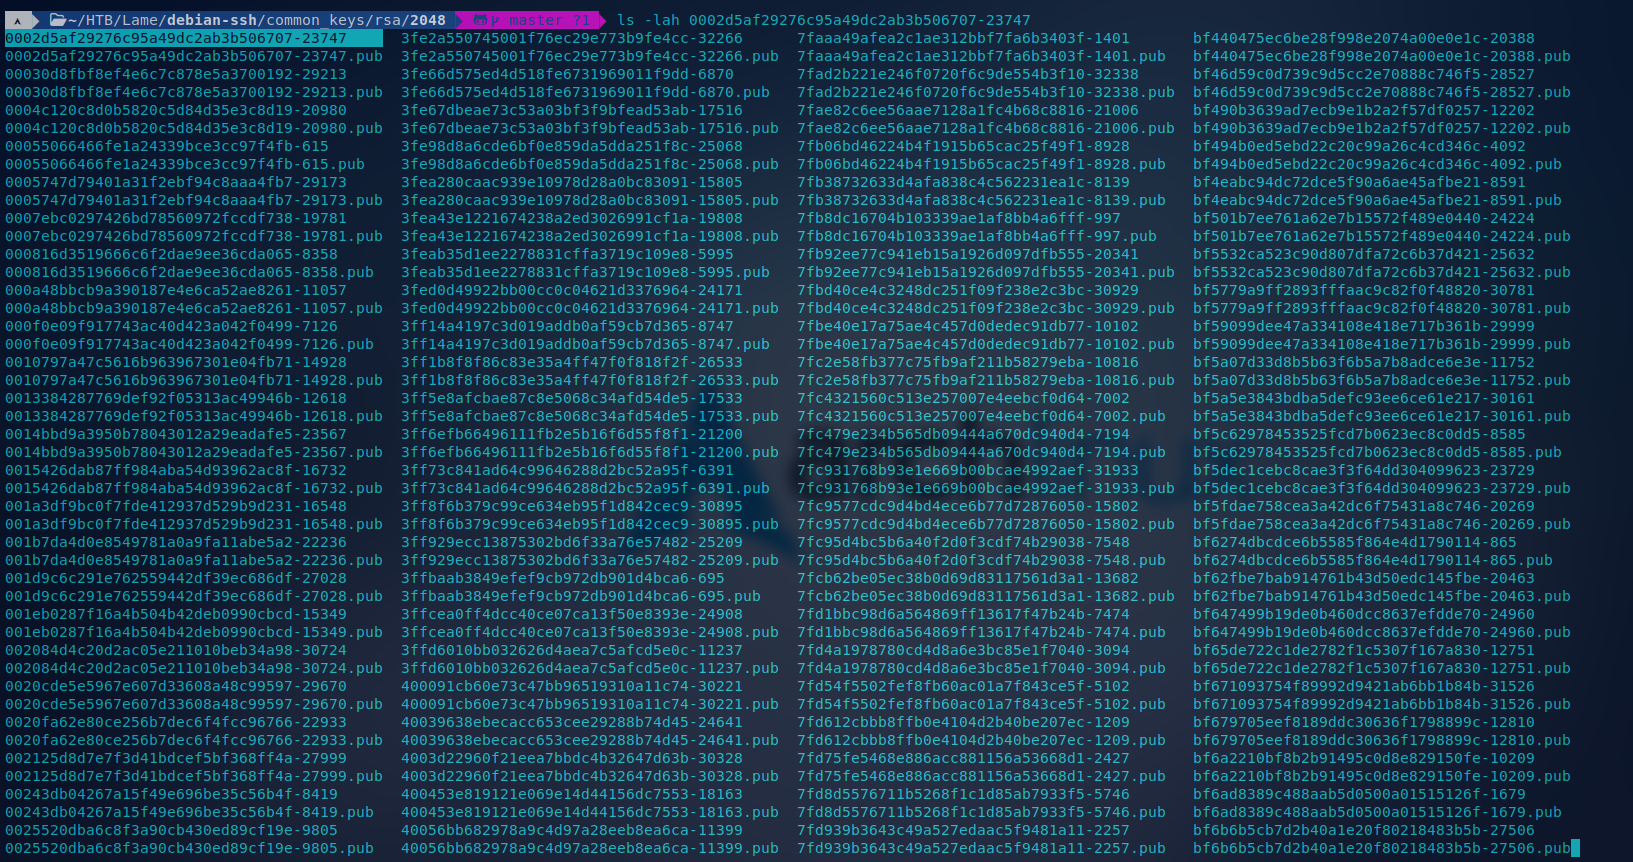 ~/HTB/Lame/debian-ssh/common_keys/rsa/2048 master ?1 ls -lah 0002d5af29276c95a49dc2ab3b506707-23747
0002d5af29276c95a49dc2ab3b506707-23747 3fe2a550745001f76ec29e773b9fe4cc-32266 7faaa49afea2c1ae312bbf7fa6b3403f-1401 bf440475ec6be28f998e2074a00e0e1c-20388
0002d5af29276c95a49dc2ab3b506707-23747.pub 3fe2a550745001f76ec29e773b9fe4cc-32266.pub 7faaa49afea2c1ae312bbf7fa6b3403f-1401.pub bf440475ec6be28f998e2074a00e0e1c-20388.pub
00030d8fbf8ef4e6c7c878e5a3700192-29213 3fe66d575ed4d518fe6731969011f9dd-6870 7fad2b221e246f0720f6c9de554b3f10-32338 bf46d59c0d739c9d5cc2e70888c746f5-28527
00030d8fbf8ef4e6c7c878e5a3700192-29213.pub 3fe66d575ed4d518fe6731969011f9dd-6870.pub 7fad2b221e246f0720f6c9de554b3f10-32338.pub bf46d59c0d739c9d5cc2e70888c746f5-28527.pub
0004c120c8d0b5820c5d84d35e3c8d19-20980 3fe67dbeae73c53a03bf3f9bfead53ab-17516 7fae82c6ee56aae7128a1fc4b68c8816-21006 bf490b3639ad7ecb9e1b2a2f57df0257-12202
0004c120c8d0b5820c5d84d35e3c8d19-20980.pub 3fe67dbeae73c53a03bf3f9bfead53ab-17516.pub 7fae82c6ee56aae7128a1fc4b68c8816-21006.pub bf490b3639ad7ecb9e1b2a2f57df0257-12202.pub
00055066466fe1a24339bce3cc97f4fb-615 3fe98d8a6cde6bf0e859da5dda251f8c-25068 7fb06bd46224b4f1915b65cac25f49f1-8928 bf494b0ed5ebd22c20c99a26c4cd346c-4092
00055066466fe1a24339bce3cc97f4fb-615.pub 3fe98d8a6cde6bf0e859da5dda251f8c-25068.pub 7fb06bd46224b4f1915b65cac25f49f1-8928.pub bf494b0ed5ebd22c20c99a26c4cd346c-4092.pub
0005747d79401a31f2ebf94c8aaa4fb7-29173 3fea280caac939e10978d28a0bc83091-15805 7fb38732633d4afa838c4c562231ea1c-8139 bf4eabc94dc72dce5f90a6ae45afbe21-8591
0005747d79401a31f2ebf94c8aaa4fb7-29173.pub 3fea280caac939e10978d28a0bc83091-15805.pub 7fb38732633d4afa838c4c562231ea1c-8139.pub bf4eabc94dc72dce5f90a6ae45afbe21-8591.pub
0007ebc0297426bd78560972fccdf738-19781 3fea43e1221674238a2ed3026991cf1a-19808 7fb8dc16704b103339ae1af8bb4a6fff-997 bf501b7ee761a62e7b15572f489e0440-24224
0007ebc0297426bd78560972fccdf738-19781.pub 3fea43e1221674238a2ed3026991cf1a-19808.pub 7fb8dc16704b103339ae1af8bb4a6fff-997.pub bf501b7ee761a62e7b15572f489e0440-24224.pub
000816d3519666c6f2dae9ee36cda065-8358 3feab35d1ee2278831cffa3719c109e8-5995 7fb92ee77c941eb15a1926d097dfb555-20341 bf5532ca523c90d807dfa72c6b37d421-25632
000816d3519666c6f2dae9ee36cda065-8358.pub 3feab35d1ee2278831cffa3719c109e8-5995.pub 7fb92ee77c941eb15a1926d097dfb555-20341.pub bf5532ca523c90d807dfa72c6b37d421-25632.pub
000a48bbcb9a390187e4e6ca52ae8261-11057 3fed0d49922bb00cc0c04621d3376964-24171 7fbd40ce4c3248dc251f09f238e2c3bc-30929 bf5779a9ff2893fffaac9c82f0f48820-30781
000a48bbcb9a390187e4e6ca52ae8261-11057.pub 3fed0d49922bb00cc0c04621d3376964-24171.pub 7fbd40ce4c3248dc251f09f238e2c3bc-30929.pub bf5779a9ff2893fffaac9c82f0f48820-30781.pub
000f0e09f917743ac40d423a042f0499-7126 3ff14a4197c3d019addb0af59cb7d365-8747 7fbe40e17a75ae4c457d0dedec91db77-10102 bf59099dee47a334108e418e717b361b-29999
000f0e09f917743ac40d423a042f0499-7126.pub 3ff14a4197c3d019addb0af59cb7d365-8747.pub 7fbe40e17a75ae4c457d0dedec91db77-10102.pub bf59099dee47a334108e418e717b361b-29999.pub
0010797a47c5616b963967301e04fb71-14928 3ff1b8f8f86c83e35a4ff47f0f818f2f-26533 7fc2e58fb377c75fb9af211b58279eba-10816 bf5a07d33d8b5b63f6b5a7b8adce6e3e-11752
0010797a47c5616b963967301e04fb71-14928.pub 3ff1b8f8f86c83e35a4ff47f0f818f2f-26533.pub 7fc2e58fb377c75fb9af211b58279eba-10816.pub bf5a07d33d8b5b63f6b5a7b8adce6e3e-11752.pub
0013384287769def92f05313ac49946b-12618 3ff5e8afcbae87c8e5068c34afd54de5-17533 7fc4321560c513e257007e4eebcf0d64-7002 bf5a5e3843bdba5defc93ee6ce61e217-30161
0013384287769def92f05313ac49946b-12618.pub 3ff5e8afcbae87c8e5068c34afd54de5-17533.pub 7fc4321560c513e257007e4eebcf0d64-7002.pub bf5a5e3843bdba5defc93ee6ce61e217-30161.pub
0014bbd9a3950b78043012a29eadafe5-23567 3ff6efb66496111fb2e5b16f6d55f8f1-21200 7fc479e234b565db09444a670dc940d4-7194 bf5c62978453525fcd7b0623ec8c0dd5-8585
0014bbd9a3950b78043012a29eadafe5-23567.pub 3ff6efb66496111fb2e5b16f6d55f8f1-21200.pub 7fc479e234b565db09444a670dc940d4-7194.pub bf5c62978453525fcd7b0623ec8c0dd5-8585.pub
0015426dab87ff984aba54d93962ac8f-16732 3ff73c841ad64c99646288d2bc52a95f-6391 7fc931768b93e1e669b00bcae4992aef-31933 bf5dec1cebc8cae3f3f64dd304099623-23729
0015426dab87ff984aba54d93962ac8f-16732.pub 3ff73c841ad64c99646288d2bc52a95f-6391.pub 7fc931768b93e1e669b00bcae4992aef-31933.pub bf5dec1cebc8cae3f3f64dd304099623-23729.pub
001a3df9bc0f7fde412937d529b9d231-16548 3ff8f6b379c99ce634eb95f1d842cec9-30895 7fc9577cdc9d4bd4ece6b77d72876050-15802 bf5fdae758cea3a42dc6f75431a8c746-20269
001a3df9bc0f7fde412937d529b9d231-16548.pub 3ff8f6b379c99ce634eb95f1d842cec9-30895.pub 7fc9577cdc9d4bd4ece6b77d72876050-15802.pub bf5fdae758cea3a42dc6f75431a8c746-20269.pub
001b7da4d0e8549781a0a9fa11abe5a2-22236 3ff929ecc13875302bd6f33a76e57482-25209 7fc95d4bc5b6a40f2d0f3cdf74b29038-7548 bf6274dbcdce6b5585f864e4d1790114-865
001b7da4d0e8549781a0a9fa11abe5a2-22236.pub 3ff929ecc13875302bd6f33a76e57482-25209.pub 7fc95d4bc5b6a40f2d0f3cdf74b29038-7548.pub bf6274dbcdce6b5585f864e4d1790114-865.pub
001d9c6c291e762559442df39ec686df-27028 3ffbaab3849efef9cb972db901d4bca6-695 7fcb62be05ec38b0d69d83117561d3a1-13682 bf62fbe7bab914761b43d50edc145fbe-20463
001d9c6c291e762559442df39ec686df-27028.pub 3ffbaab3849efef9cb972db901d4bca6-695.pub 7fcb62be05ec38b0d69d83117561d3a1-13682.pub bf62fbe7bab914761b43d50edc145fbe-20463.pub
001eb0287f16a4b504b42deb0990cbcd-15349 3ffcea0ff4dcc40ce07ca13f50e8393e-24908 7fd1bbc98d6a564869ff13617f47b24b-7474 bf647499b19de0b460dcc8637efdde70-24960
001eb0287f16a4b504b42deb0990cbcd-15349.pub 3ffcea0ff4dcc40ce07ca13f50e8393e-24908.pub 7fd1bbc98d6a564869ff13617f47b24b-7474.pub bf647499b19de0b460dcc8637efdde70-24960.pub
002084d4c20d2ac05e211010beb34a98-30724 3ffd6010bb032626d4aea7c5afcd5e0c-11237 7fd4a1978780cd4d8a6e3bc85e1f7040-3094 bf65de722c1de2782f1c5307f167a830-12751
002084d4c20d2ac05e211010beb34a98-30724.pub 3ffd6010bb032626d4aea7c5afcd5e0c-11237.pub 7fd4a1978780cd4d8a6e3bc85e1f7040-3094.pub bf65de722c1de2782f1c5307f167a830-12751.pub
0020cde5e5967e607d33608a48c99597-29670 400091cb60e73c47bb96519310a11c74-30221 7fd54f5502fef8fb60ac01a7f843ce5f-5102 bf671093754f89992d9421ab6bb1b84b-31526
0020cde5e5967e607d33608a48c99597-29670.pub 400091cb60e73c47bb96519310a11c74-30221.pub 7fd54f5502fef8fb60ac01a7f843ce5f-5102.pub bf671093754f89992d9421ab6bb1b84b-31526.pub
0020fa62e80ce256b7dec6f4fcc96766-22933 40039638ebecacc653cee29288b74d45-24641 7fd612cbbb8ffb0e4104d2b40be207ec-1209 bf679705eef8189ddc30636f1798899c-12810
0020fa62e80ce256b7dec6f4fcc96766-22933.pub 40039638ebecacc653cee29288b74d45-24641.pub 7fd612cbbb8ffb0e4104d2b40be207ec-1209.pub bf679705eef8189ddc30636f1798899c-12810.pub
002125d8d7e7f3d41bdcef5bf368ff4a-27999 4003d22960f21eea7bbdc4b32647d63b-30328 7fd75fe5468e886acc881156a53668d1-2427 bf6a2210bf8b2b91495c0d8e829150fe-10209
002125d8d7e7f3d41bdcef5bf368ff4a-27999.pub 4003d22960f21eea7bbdc4b32647d63b-30328.pub 7fd75fe5468e886acc881156a53668d1-2427.pub bf6a2210bf8b2b91495c0d8e829150fe-10209.pub
00243db04267a15f49e696be35c56b4f-8419 400453e819121e069e14d44156dc7553-18163 7fd8d5576711b5268f1c1d85ab7933f5-5746 bf6ad8389c488aab5d0500a01515126f-1679
00243db04267a15f49e696be35c56b4f-8419.pub 400453e819121e069e14d44156dc7553-18163.pub 7fd8d5576711b5268f1c1d85ab7933f5-5746.pub bf6ad8389c488aab5d0500a01515126f-1679.pub
0025520dba6c8f3a90cb430ed89cf19e-9805 40056bb682978a9c4d97a28eeb8ea6ca-11399 7fd939b3643c49a527edaac5f9481a11-2257 bf6b6b5cb7d2b40a1e20f80218483b5b-27506
0025520dba6c8f3a90cb430ed89cf19e-9805.pub 40056bb682978a9c4d97a28eeb8ea6ca-11399.pub 7fd939b3643c49a527edaac5f9481a11-2257.pub bf6b6b5cb7d2b40a1e20f80218483b5b-27506.pub